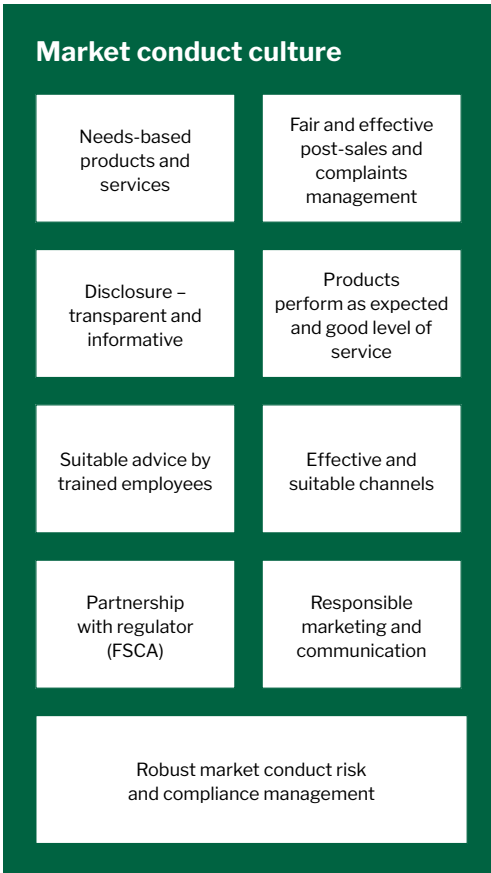 Market conduct culture
Needs-based
products and
services
Fair and effective
post-sales and
complaints
management
Disclosure –
transparent and
informative
Products
perform as expected
and good level of
service
Suitable advice by
trained employees
Effective and
suitable channels
Partnership
with regulator
(FSCA)
Responsible
marketing and
communication
Robust market conduct risk
and compliance management